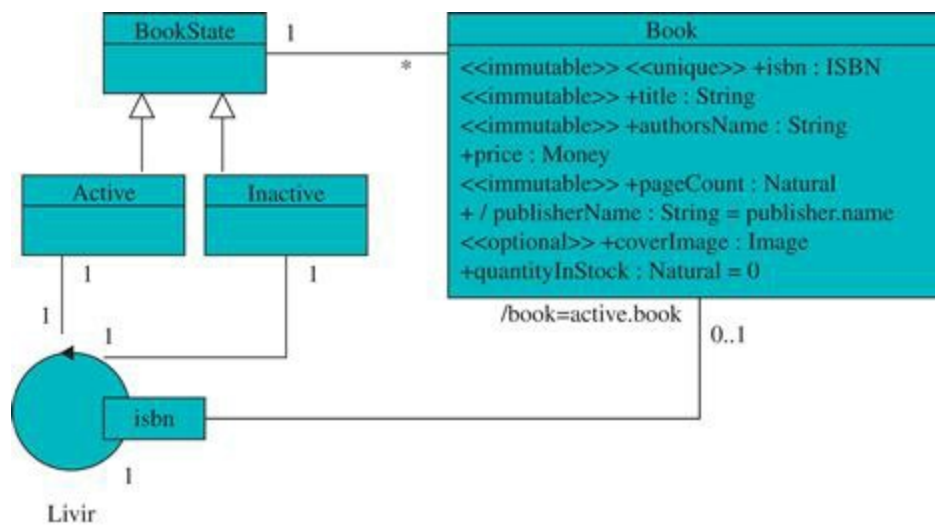 BookState
1
*
Book
<<immutable>> <<unique>> +isbn : ISBN
<<immutable>> +title : String
<<immutable>> +authorsName : String
+price : Money
<<immutable>> +pageCount : Natural
+ / publisherName : String = publisher.name
<<optional>> +coverImage : Image
+quantityInStock : Natural = 0
Active
Inactive
1
1
1
1
/book=active.book
0..1
isbn
1
Livir